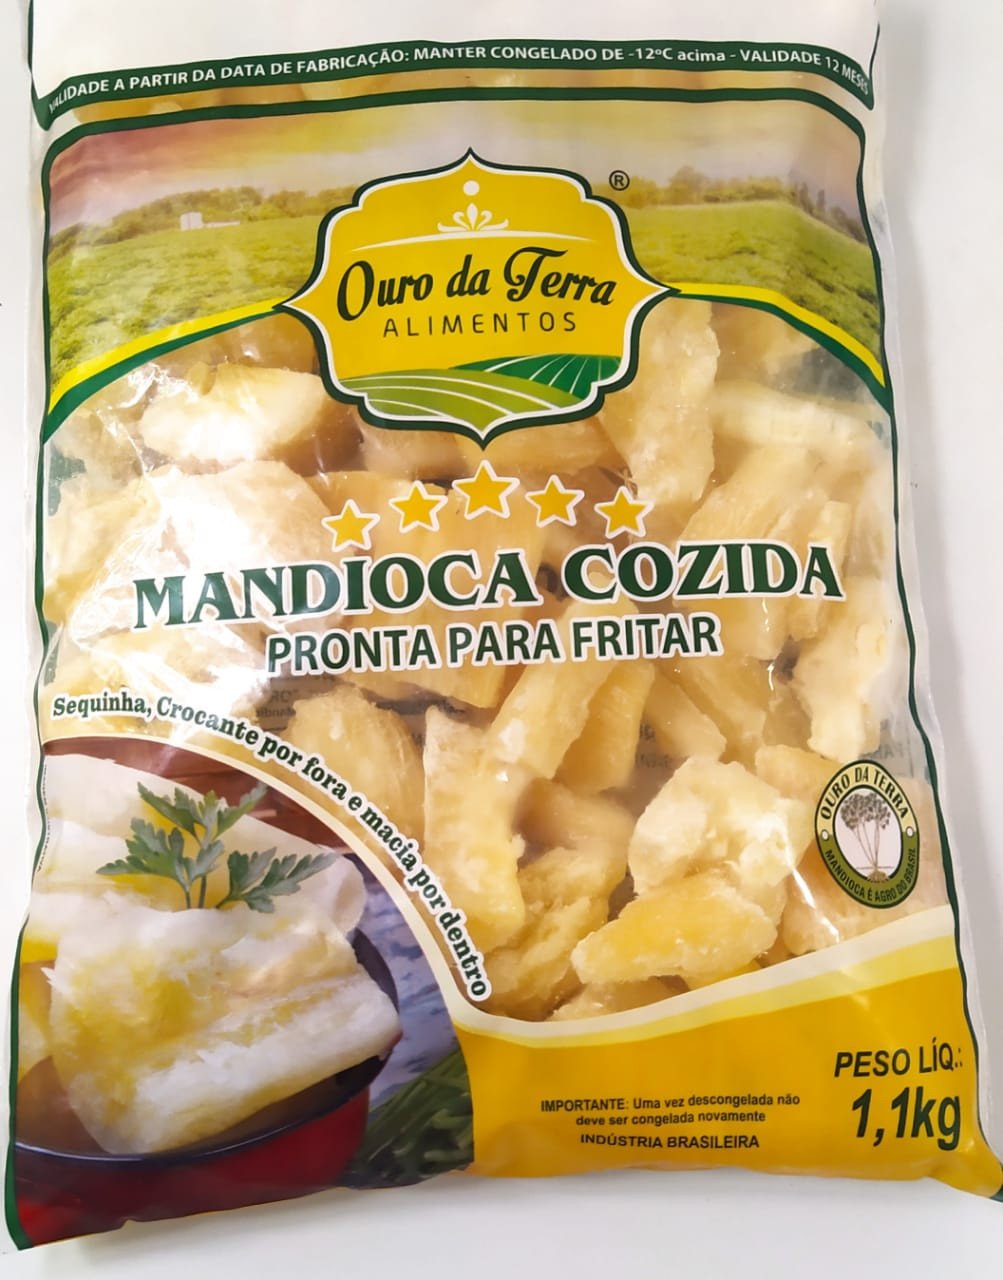 VALIDADE A PARTIR DA DATA DE FABRICAÇÃO: MANTER CONGELADO DE -12ºC acima - VALIDADE 12 MESES
®
Ouro da Terra
ALIMENTOS
MANDIOCA COZIDA
PRONTA PARA FRITAR
Sequinha, Crocante por fora e macia por dentro
OURO DA TERRA
MANDIOCA É AGRO DO BRASIL
PESO LÍQ.:
1,1kg
IMPORTANTE: Uma vez descongelada não
deve ser congelada novamente
INDÚSTRIA BRASILEIRA